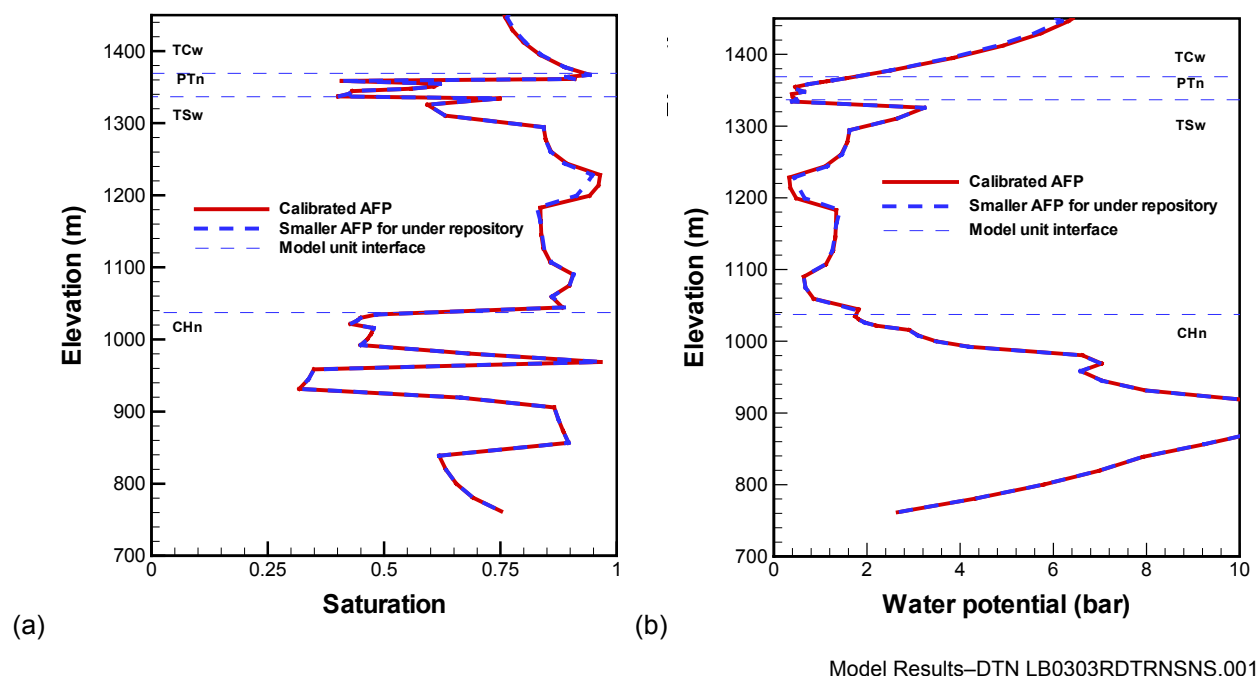 1400
1300
1200
1100
1000
900
800
700
Elevation (m)
TCw
PTn
TSw
CHn
Calibrated AFP
Smaller AFP for under repository
Model unit interface
0
0.25
0.5
0.75
1
Saturation
(a)
1400
1300
1200
1100
1000
900
800
700
Elevation (m)
TCw
PTn
TSw
CHn
Calibrated AFP
Smaller AFP for under repository
Model unit interface
0
2
4
6
8
10
Water potential (bar)
(b)
Model Results–DTN LB0303RDTRNSNS.001